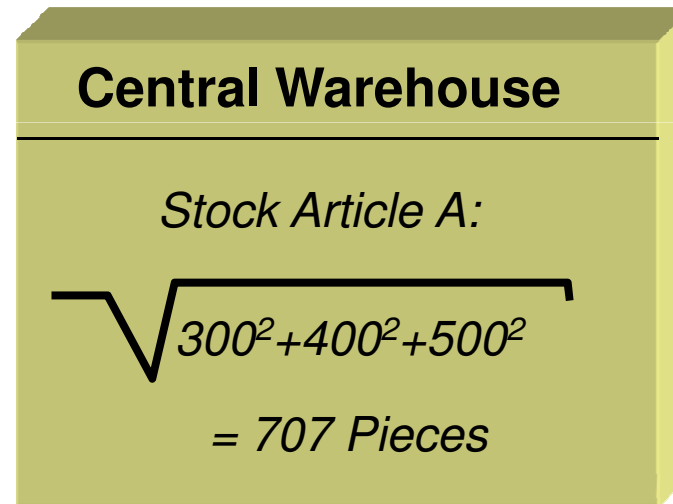 Central Warehouse
Stock Article A:
√300²+400²+500²
= 707 Pieces